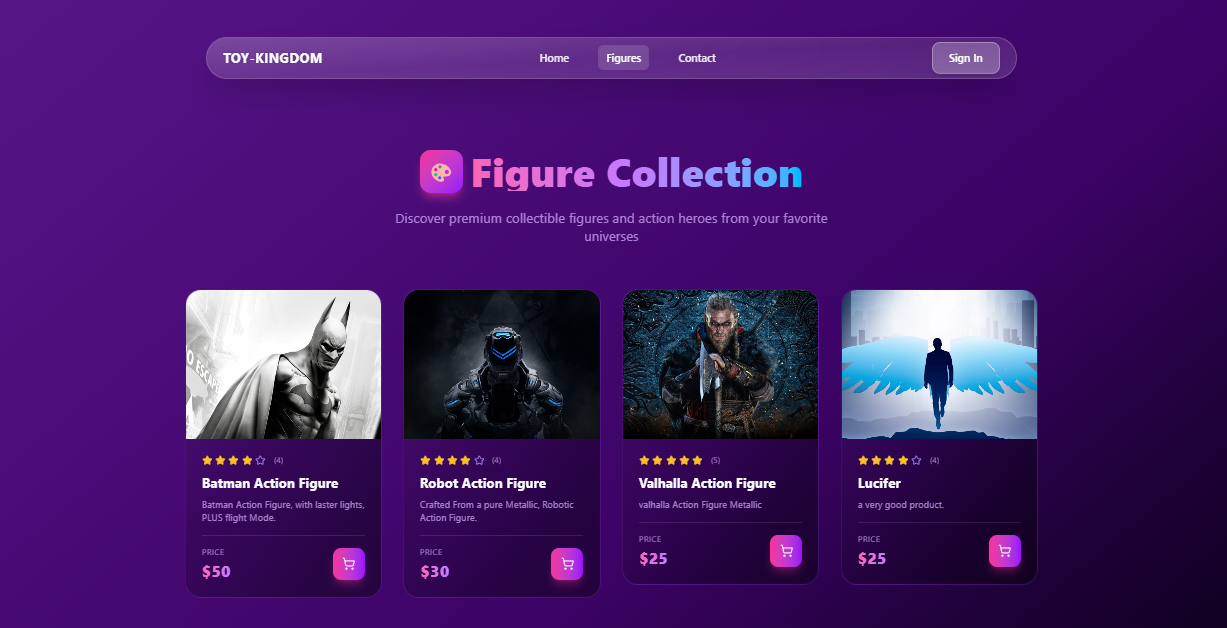 TOY-KINGDOM
Home
Figures
Contact
Sign In
Figure Collection
Discover premium collectible figures and action heroes from your favorite
universes
O ESCAPE
(4)
Batman Action Figure
Batman Action Figure, with laster lights,
PLUS flight Mode.
PRICE
$50
(4)
Robot Action Figure
Crafted From a pure Metallic, Robotic
Action Figure.
PRICE
$30
(5)
Valhalla Action Figure
valhalla Action Figure Metallic
PRICE
$25
(4)
Lucifer
a very good product.
PRICE
$25